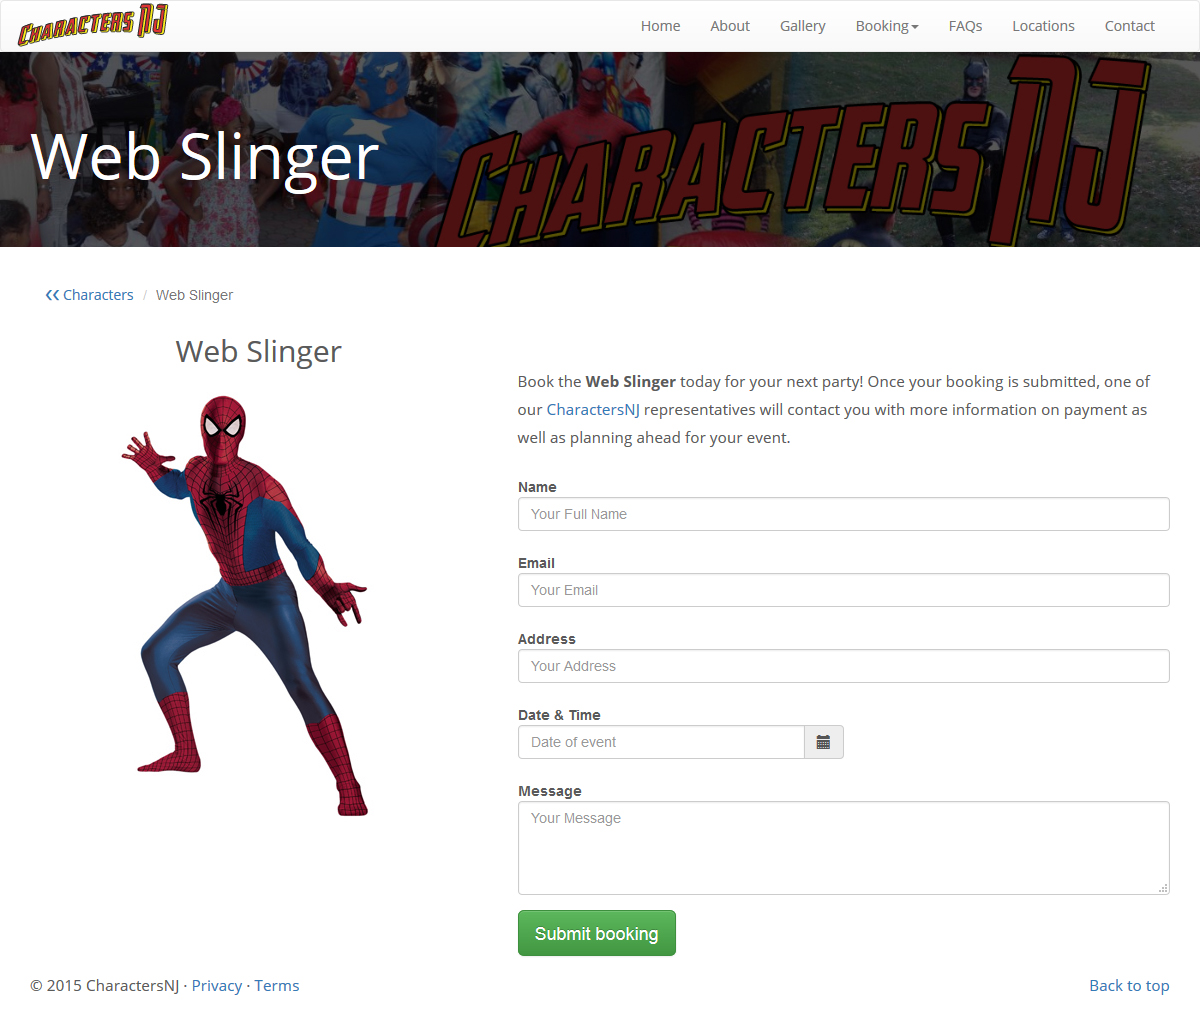 CHARACTERS NJ
Home About Gallery Booking FAQs Locations Contact
CHARACTERS NJ
Web Slinger
❮❮ Characters / Web Slinger
Web Slinger
Book the Web Slinger today for your next party! Once your booking is submitted, one of
our CharactersNJ representatives will contact you with more information on payment as
well as planning ahead for your event.
Name
Your Full Name
Email
Your Email
Address
Your Address
Date & Time
Date of event
Message
Your Message
Submit booking
© 2015 CharactersNJ · Privacy · Terms
Back to top